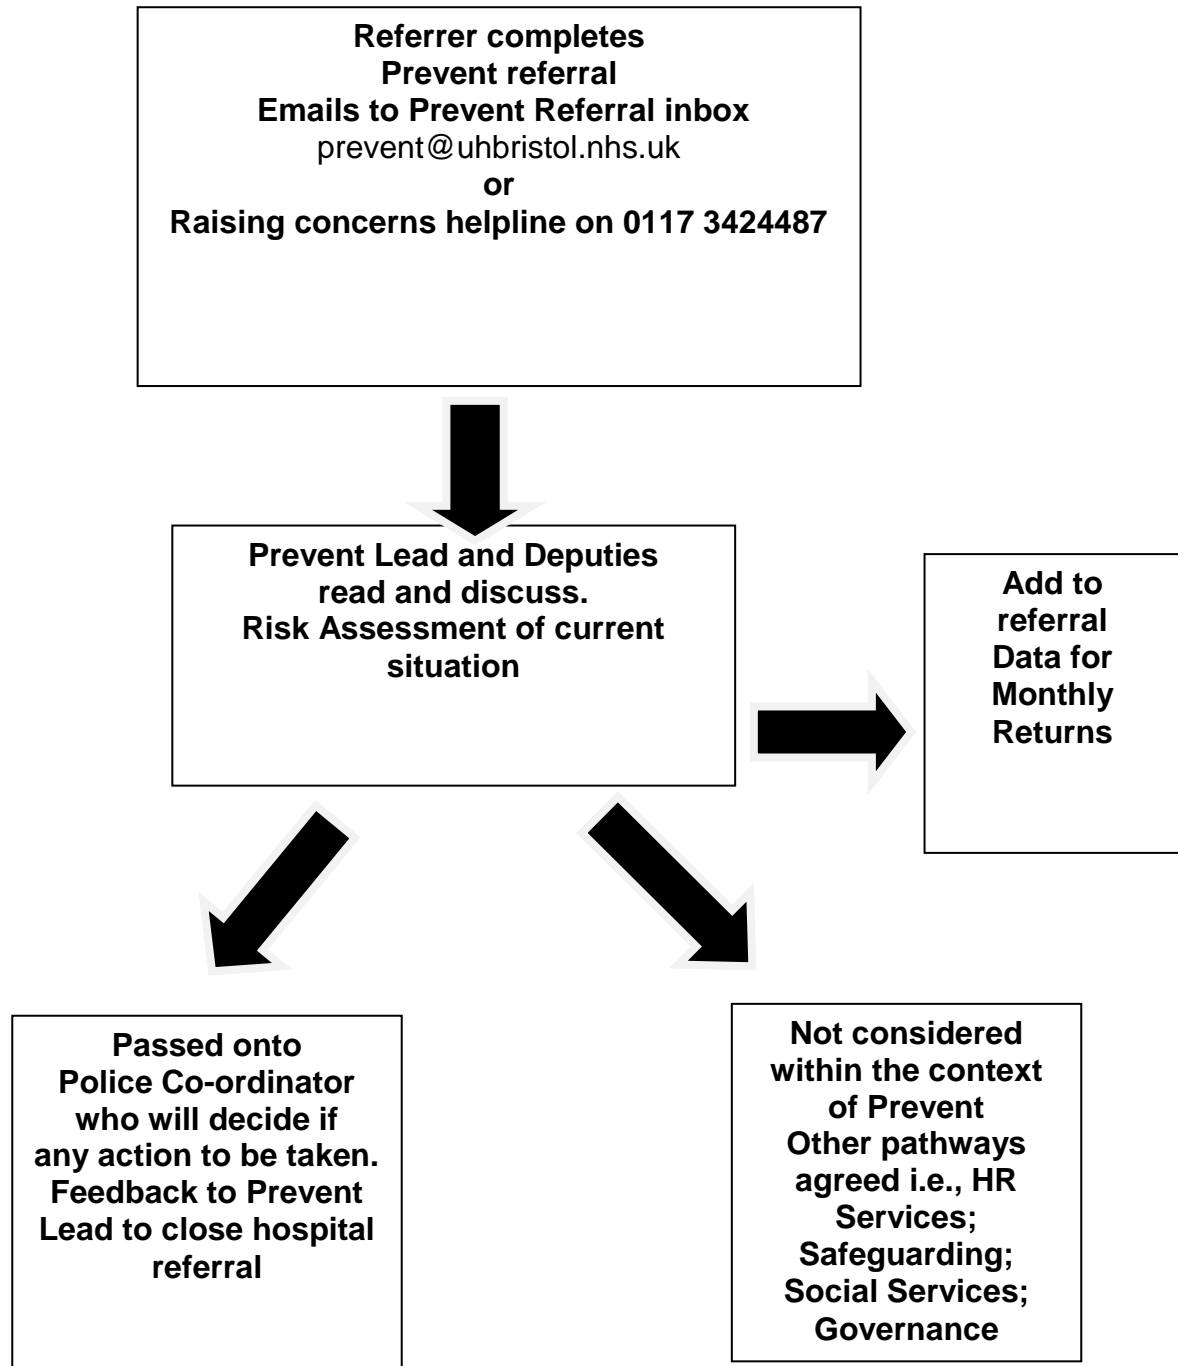 Referrer completes
Prevent referral
Emails to Prevent Referral inbox
prevent@uhbristol.nhs.uk
or
Raising concerns helpline on 0117 3424487
Prevent Lead and Deputies
read and discuss.
Risk Assessment of current
situation
Add to
referral
Data for
Monthly
Returns
Passed onto
Police Co-ordinator
who will decide if
any action to be taken.
Feedback to Prevent
Lead to close hospital
referral
Not considered
within the context
of Prevent
Other pathways
agreed i.e., HR
Services;
Safeguarding;
Social Services;
Governance